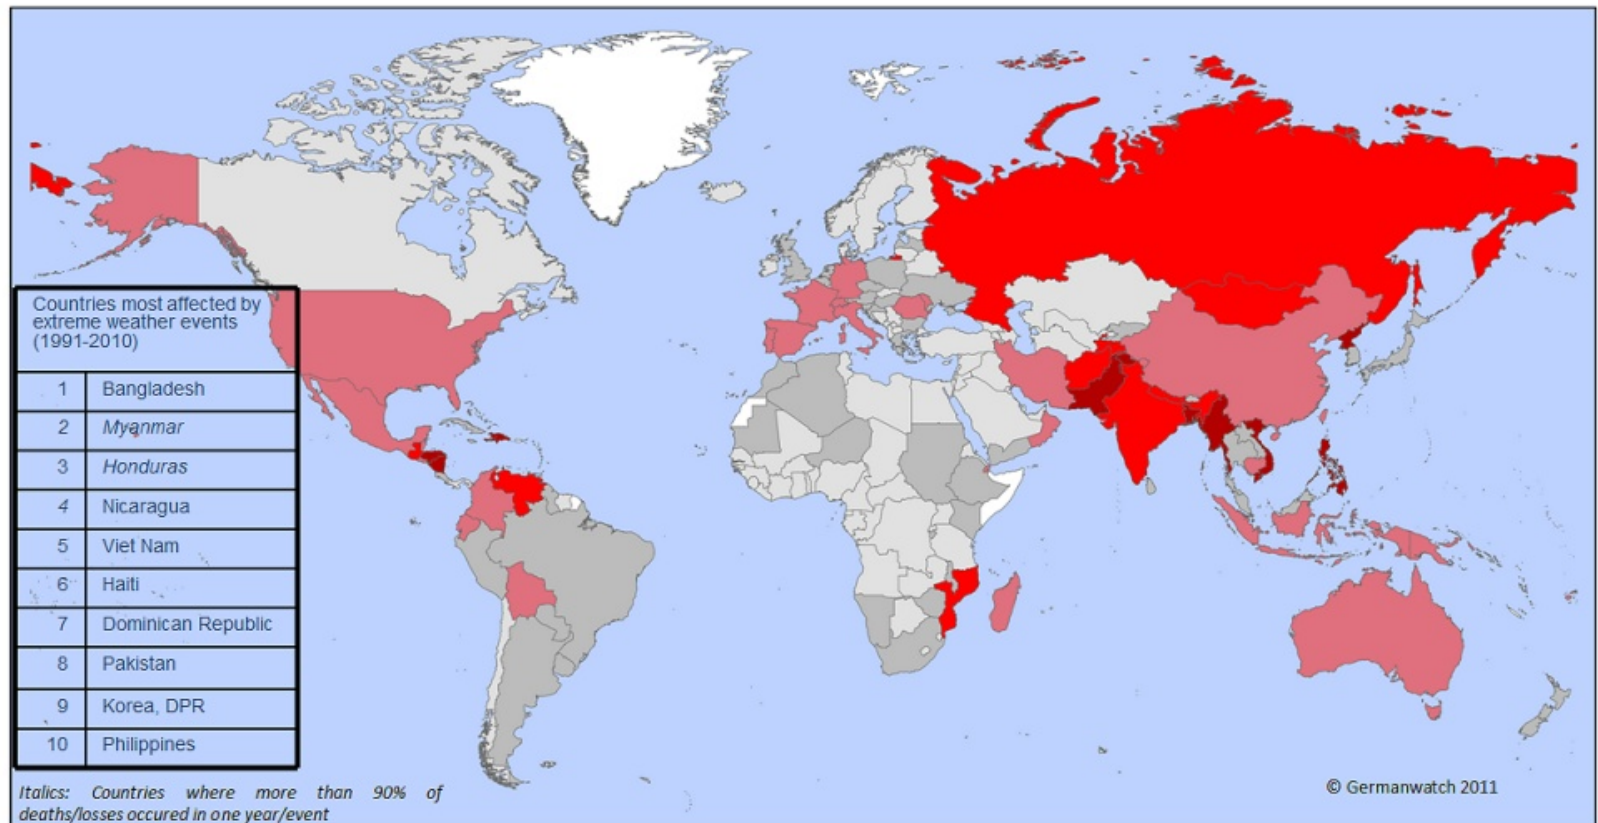 Countries most affected by
extreme weather events
(1991-2010)
1 Bangladesh
2 Myanmar
3 Honduras
4 Nicaragua
5 Viet Nam
6 Haiti
7 Dominican Republic
8 Pakistan
9 Korea, DPR
10 Philippines
Italics: Countries where more than 90% of
deaths/losses occured in one year/event
© Germanwatch 2011